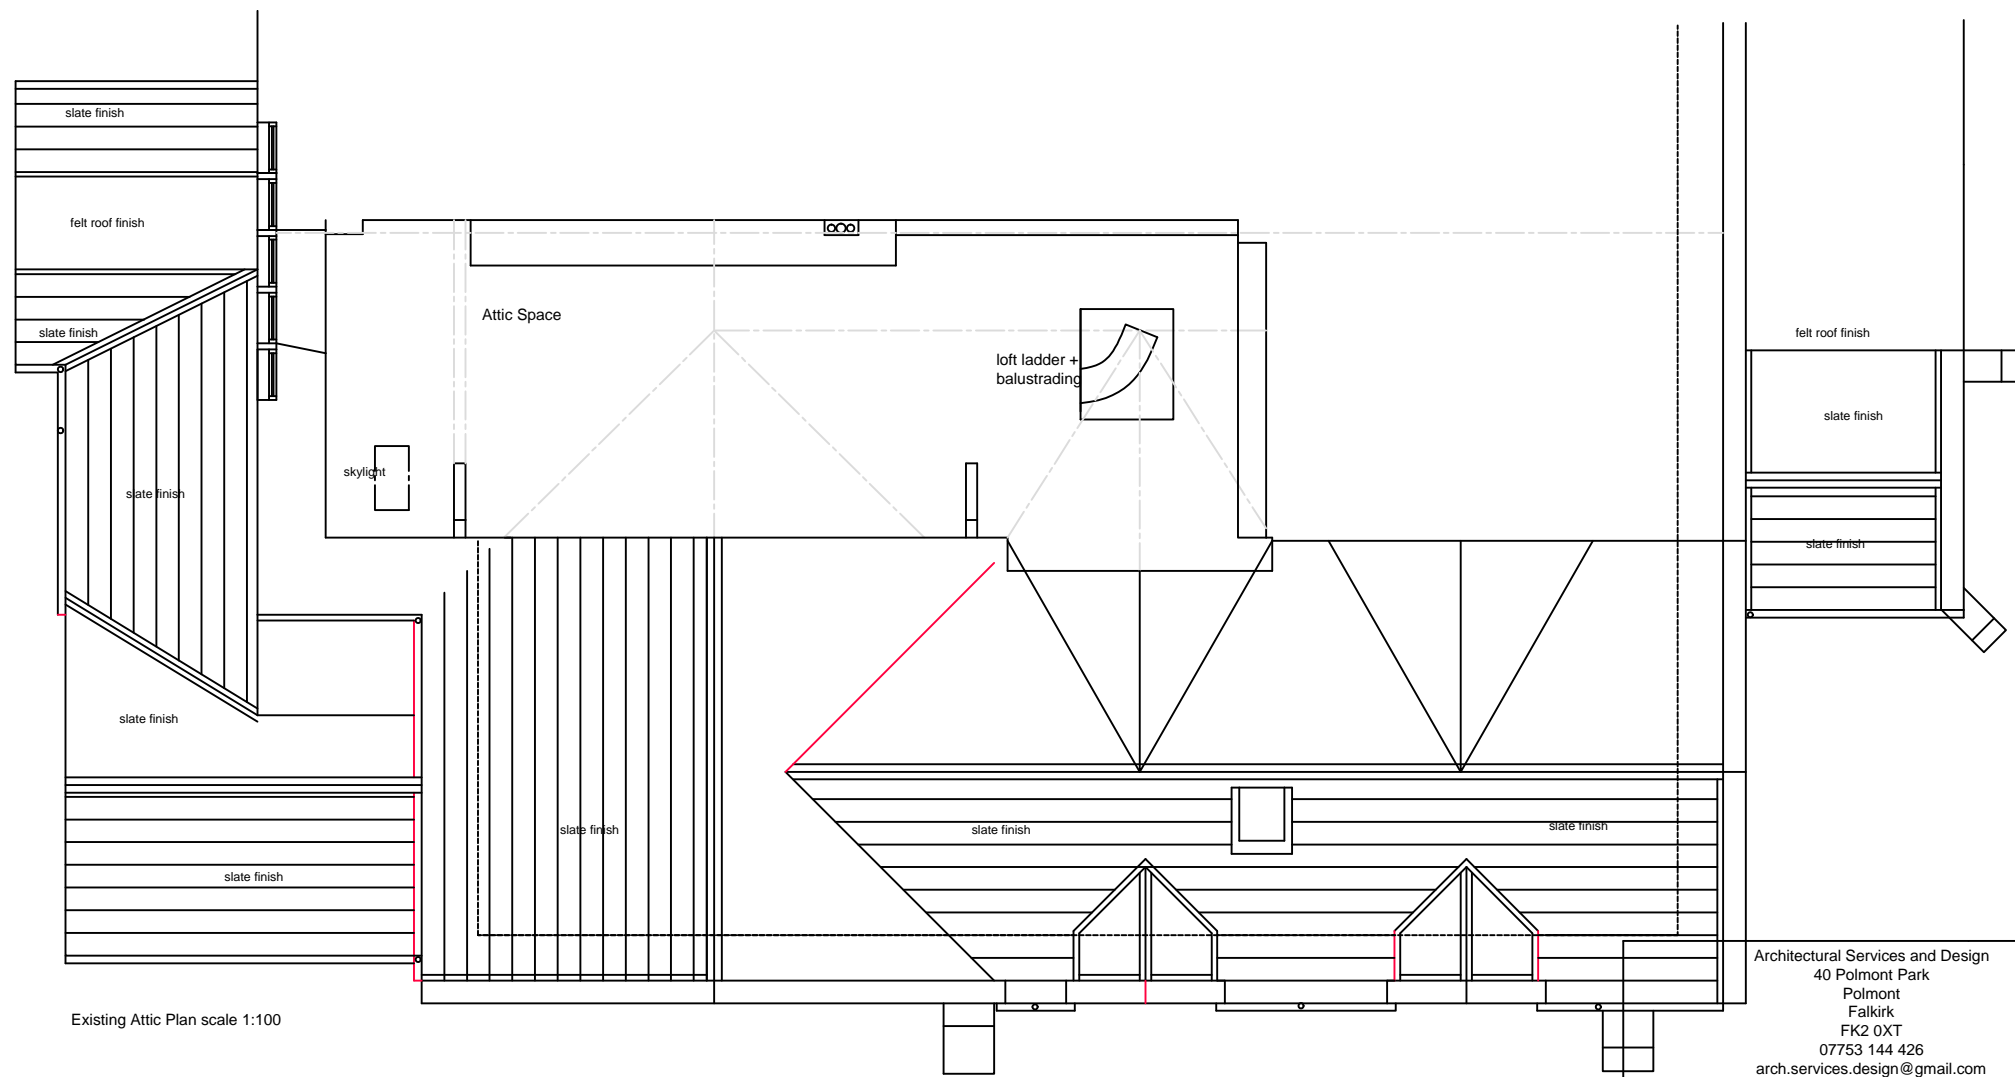 slate finish
felt roof finish
slate finish
Attic Space
loft ladder +
balustrading
felt roof finish
slate finish
skylight
slate finish
slate finish
slate finish
slate finish
slate finish
slate finish
slate finish
Existing Attic Plan scale 1:100
Architectural Services and Design
40 Polmont Park
Polmont
Falkirk
FK2 0XT
07753 144 426
arch.services.design@gmail.com